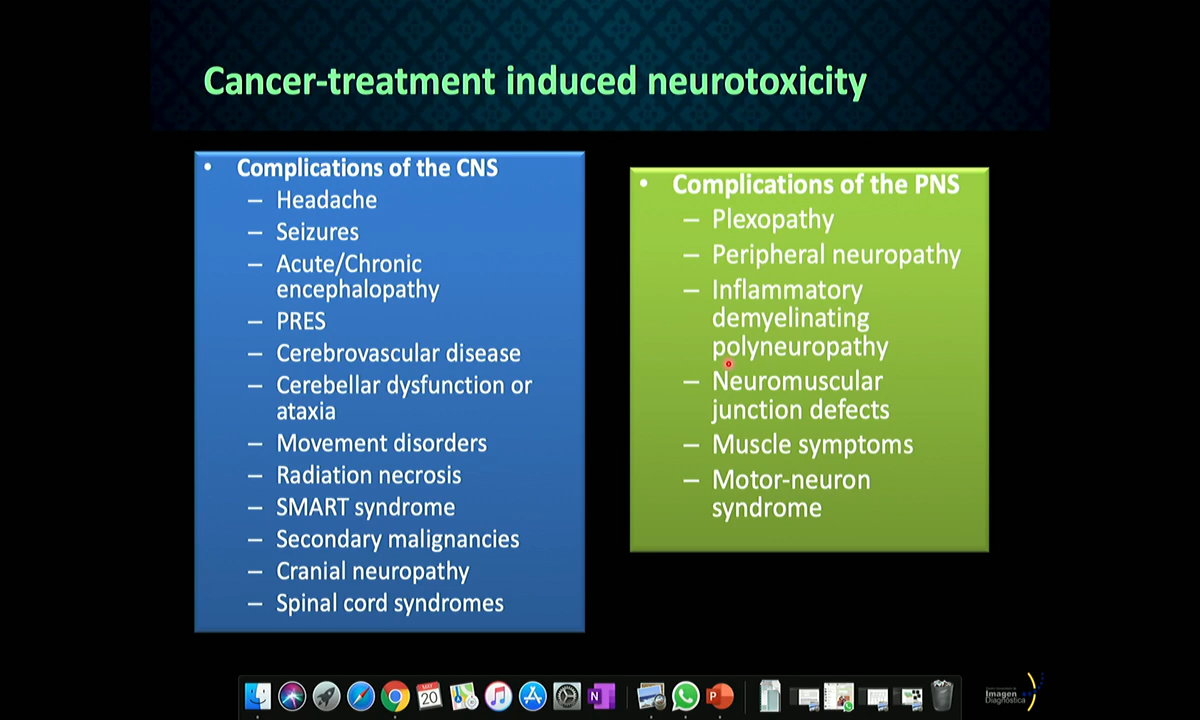 Cancer-treatment induced neurotoxicity
• Complications of the CNS
– Headache
– Seizures
– Acute/Chronic
encephalopathy
– PRES
– Cerebrovascular disease
– Cerebellar dysfunction or
ataxia
– Movement disorders
– Radiation necrosis
– SMART syndrome
– Secondary malignancies
– Cranial neuropathy
– Spinal cord syndromes
• Complications of the PNS
– Plexopathy
– Peripheral neuropathy
– Inflammatory
demyelinating
polyneuropathy
– Neuromuscular
junction defects
– Muscle symptoms
– Motor-neuron
syndrome
MAY
20
N
P
Imagen
Diagnóstica